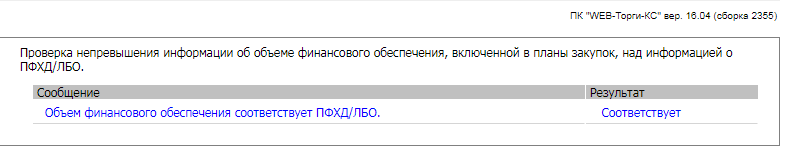 ПК "WEB-Торги-КС" вер. 16.04 (сборка 2355)
Проверка непревышения информации об объеме финансового обеспечения, включенной в планы закупок, над информацией о
ПФХД/ЛБО.
Сообщение Результат
Объем финансового обеспечения соответствует ПФХД/ЛБО. Соответствует